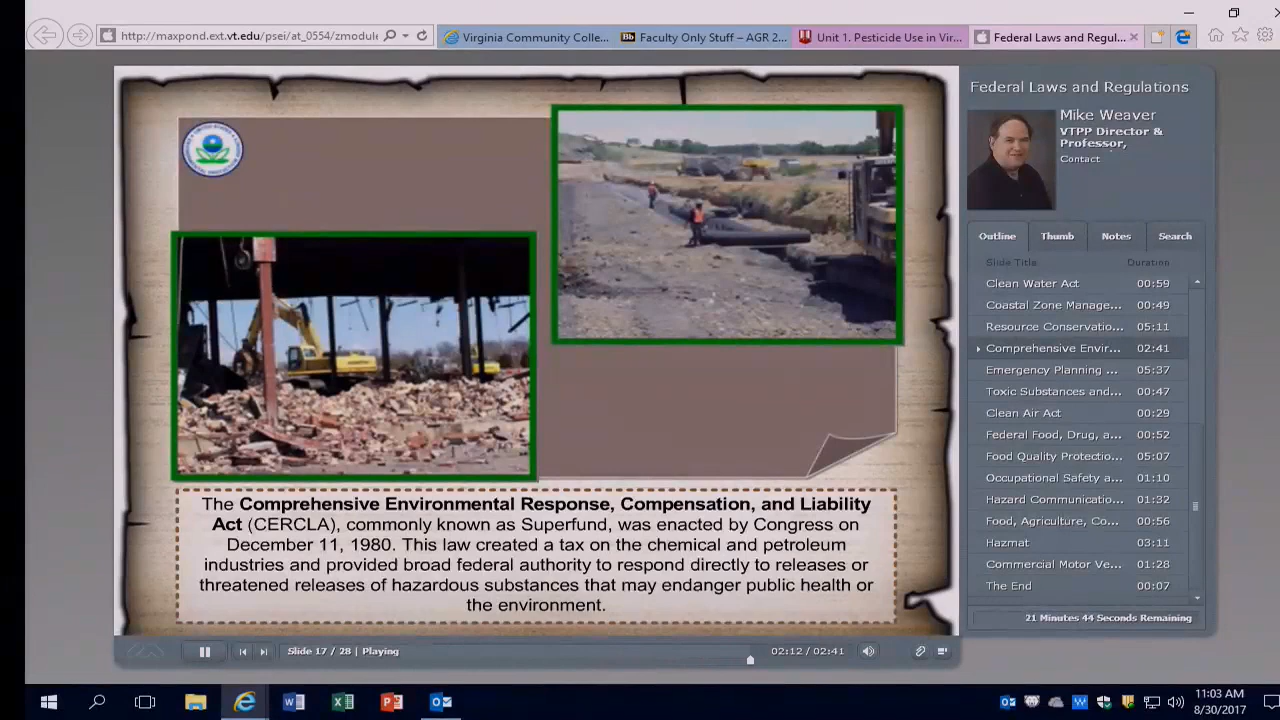 http://maxpond.ext.vt.edu/psei/at_0554/zmodule
Virginia Community Colle...
Bb Faculty Only Stuff – AGR 2...
Unit 1. Pesticide Use in Vir...
Federal Laws and Regul...
Federal Laws and Regulations
Mike Weaver
VTPP Director &
Professor,
Contact
Outline Thumb Notes Search
Slide Title Duration
Clean Water Act 00:59
Coastal Zone Manage... 00:49
Resource Conservatio... 05:11
Comprehensive Envir... 02:41
Emergency Planning ... 05:37
Toxic Substances and... 00:47
Clean Air Act 00:29
Federal Food, Drug, a... 00:52
Food Quality Protectio... 05:07
Occupational Safety a... 01:10
Hazard Communicatio... 01:32
Food, Agriculture, Co... 00:56
Hazmat 03:11
Commercial Motor Ve... 01:28
The End 00:07
21 Minutes 44 Seconds Remaining
The Comprehensive Environmental Response, Compensation, and Liability
Act (CERCLA), commonly known as Superfund, was enacted by Congress on
December 11, 1980. This law created a tax on the chemical and petroleum
industries and provided broad federal authority to respond directly to releases or
threatened releases of hazardous substances that may endanger public health or
the environment.
Slide 17 / 28 | Playing
02:12 / 02:41
11:03 AM
8/30/2017